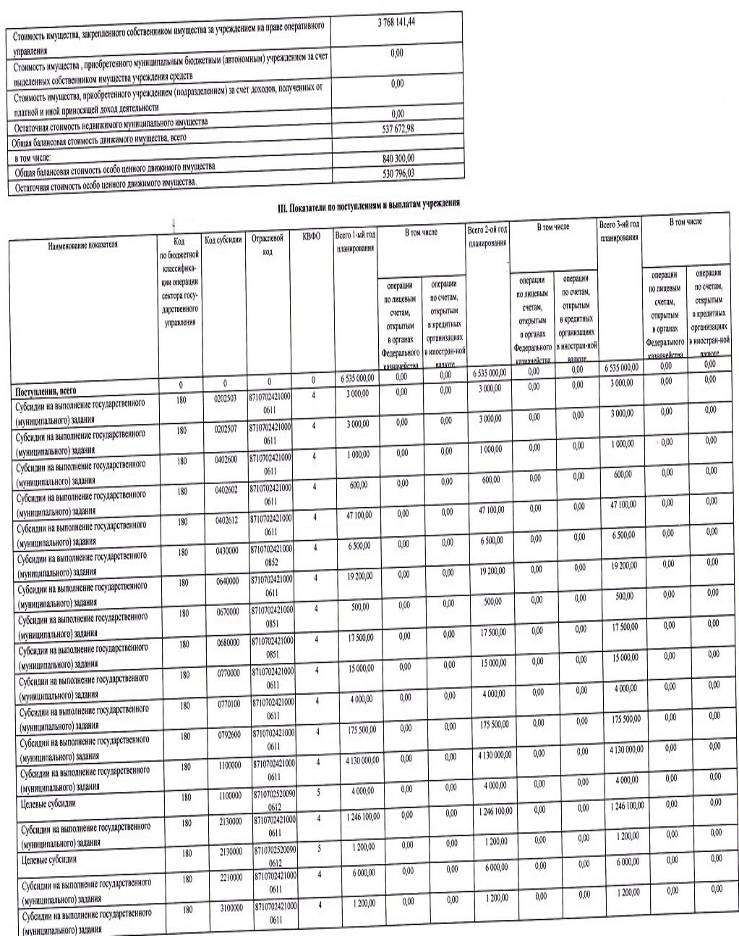 Стоимость имущества, закрепленного собственником имущества за учреждением на праве оперативного управления 3 768 141,44
Стоимость имущества , приобретенного муниципальным бюджетным (автономным) учреждением за счет выделенных собственником имущества учреждения средств 0,00
Стоимость имущества, приобретенного учреждением (подразделением) за счет доходов, полученных от платной и иной приносящей доход деятельности 0,00
Остаточная стоимость недвижимого муниципального имущества 0,00
Общая балансовая стоимость движимого имущества, всего 537 672,98
в том числе:
Общая балансовая стоимость особо ценного движимого имущества 840 300,00
Остаточная стоимость особо ценного движимого имущества. 530 796,03
III. Показатели по поступлениям и выплатам учреждения
Наименование показателя
Код по бюджетной классифика-ции операции сектора госу-дарственного управления
Код субсидии
Отраслевой код
КВФО
Всего 1-ый год планирования
В том числе
операции по лицевым счетам, открытым в органах Федерального казначейства
операции по счетам, открытым в кредитных организациях в иностран-ной валюте
Всего 2-ой год планирования
В том числе
операции по лицевым счетам, открытым в органах Федерального казначейства
операции по счетам, открытым в кредитных организациях в иностран-ной валюте
Всего 3-ий год планирования
В том числе
операции по лицевым счетам, открытым в органах Федерального казначейства
операции по счетам, открытым в кредитных организациях в иностран-ной валюте
Поступления, всего 0 0 0 0 6 535 000,00 0,00 0,00 6 535 000,00 0,00 0,00 6 535 000,00 0,00 0,00
Субсидии на выполнение государственного (муниципального) задания 180 0202503 8710702421000 0611 4 3 000,00 0,00 0,00 3 000,00 0,00 0,00 3 000,00 0,00 0,00
Субсидии на выполнение государственного (муниципального) задания 180 0202507 8710702421000 0611 4 3 000,00 0,00 0,00 3 000,00 0,00 0,00 3 000,00 0,00 0,00
Субсидии на выполнение государственного (муниципального) задания 180 0402600 8710702421000 0611 4 1 000,00 0,00 0,00 1 000,00 0,00 0,00 1 000,00 0,00 0,00
Субсидии на выполнение государственного (муниципального) задания 180 0402602 8710702421000 0611 4 600,00 0,00 0,00 600,00 0,00 0,00 600,00 0,00 0,00
Субсидии на выполнение государственного (муниципального) задания 180 0402612 8710702421000 0611 4 47 100,00 0,00 0,00 47 100,00 0,00 0,00 47 100,00 0,00 0,00
Субсидии на выполнение государственного (муниципального) задания 180 0430000 8710702421000 0852 4 6 500,00 0,00 0,00 6 500,00 0,00 0,00 6 500,00 0,00 0,00
Субсидии на выполнение государственного (муниципального) задания 180 0640000 8710702421000 0611 4 19 200,00 0,00 0,00 19 200,00 0,00 0,00 19 200,00 0,00 0,00
Субсидии на выполнение государственного (муниципального) задания 180 0670000 8710702421000 0851 4 500,00 0,00 0,00 500,00 0,00 0,00 500,00 0,00 0,00
Субсидии на выполнение государственного (муниципального) задания 180 0680000 8710702421000 0851 4 17 500,00 0,00 0,00 17 500,00 0,00 0,00 17 500,00 0,00 0,00
Субсидии на выполнение государственного (муниципального) задания 180 0770000 8710702421000 0611 4 15 000,00 0,00 0,00 15 000,00 0,00 0,00 15 000,00 0,00 0,00
Субсидии на выполнение государственного (муниципального) задания 180 0770100 8710702421000 0611 4 4 000,00 0,00 0,00 4 000,00 0,00 0,00 4 000,00 0,00 0,00
Субсидии на выполнение государственного (муниципального) задания 180 0792600 8710702421000 0611 4 175 500,00 0,00 0,00 175 500,00 0,00 0,00 175 500,00 0,00 0,00
Субсидии на выполнение государственного (муниципального) задания 180 1100000 8710702421000 0611 4 4 130 000,00 0,00 0,00 4 130 000,00 0,00 0,00 4 130 000,00 0,00 0,00
Целевые субсидии 180 1100000 8710702520090 0612 5 4 000,00 0,00 0,00 4 000,00 0,00 0,00 4 000,00 0,00 0,00
Субсидии на выполнение государственного (муниципального) задания 180 2130000 8710702421000 0611 4 1 246 100,00 0,00 0,00 1 246 100,00 0,00 0,00 1 246 100,00 0,00 0,00
Целевые субсидии 180 2130000 8710702520090 0612 5 1 200,00 0,00 0,00 1 200,00 0,00 0,00 1 200,00 0,00 0,00
Субсидии на выполнение государственного (муниципального) задания 180 2210000 8710702421000 0611 4 6 000,00 0,00 0,00 6 000,00 0,00 0,00 6 000,00 0,00 0,00
Субсидии на выполнение государственного (муниципального) задания 180 3100000 8710702421000 0611 4 1 200,00 0,00 0,00 1 200,00 0,00 0,00 1 200,00 0,00 0,00